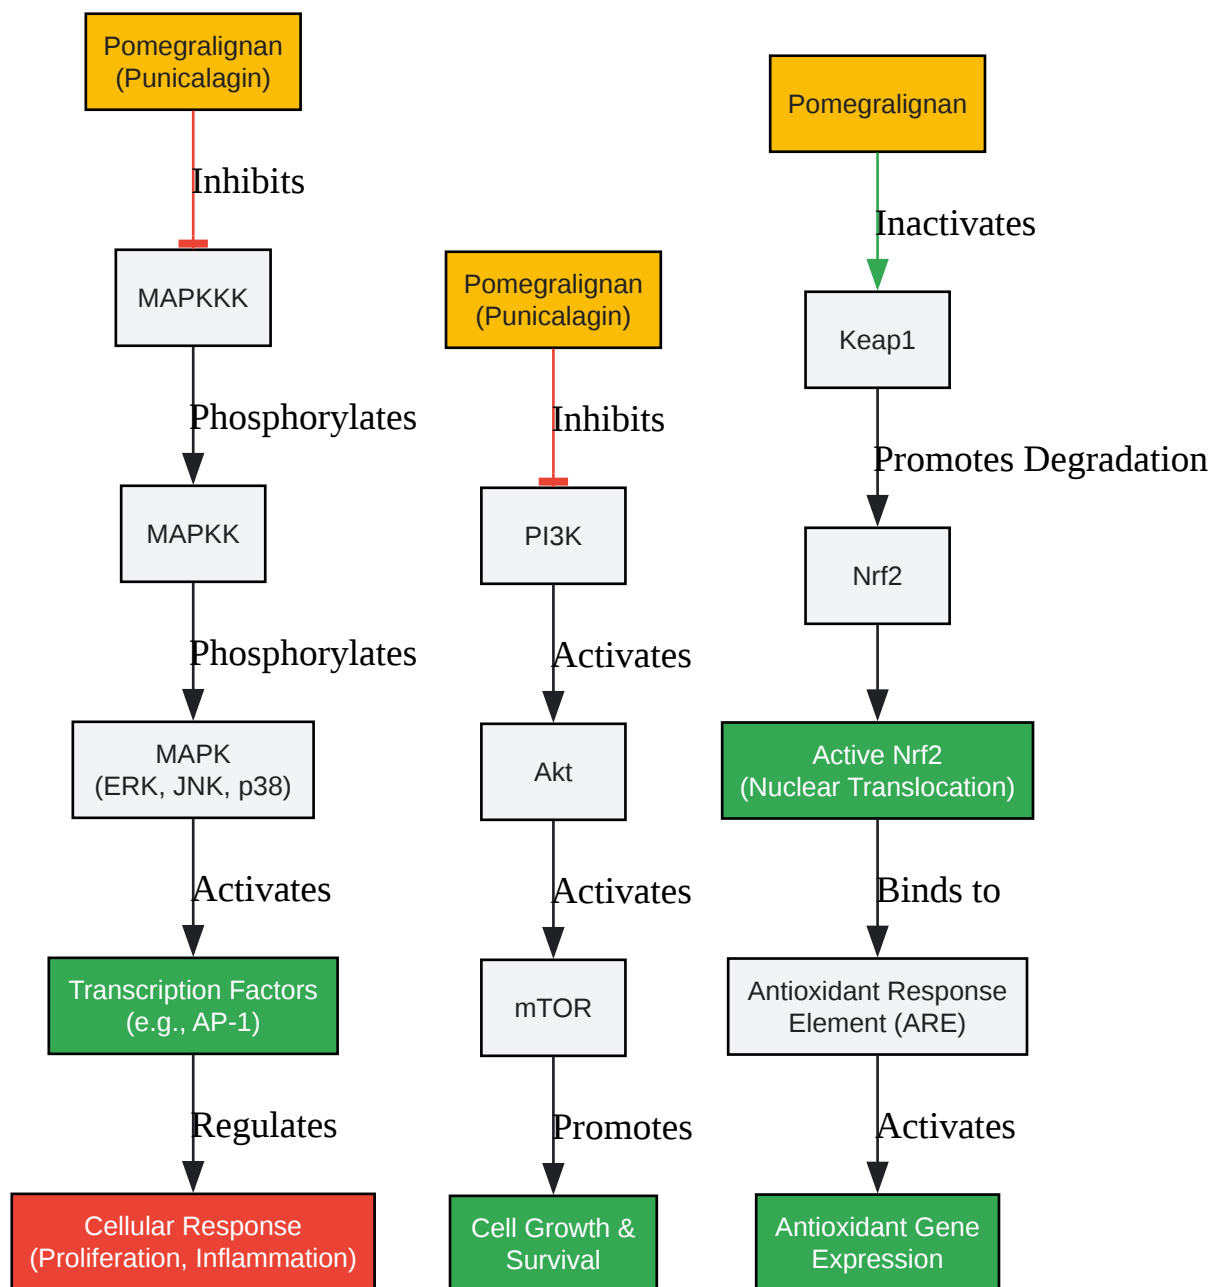 Pomegralignan
(Punicalagin)
Inhibits
MAPKKK
Phosphorylates
MAPKK
Phosphorylates
MAPK
(ERK, JNK, p38)
Activates
Transcription Factors
(e.g., AP-1)
Regulates
Cellular Response
(Proliferation, Inflammation)
Pomegralignan
(Punicalagin)
Inhibits
PI3K
Activates
Akt
Activates
mTOR
Promotes
Cell Growth &
Survival
Pomegralignan
Inactivates
Keap1
Promotes Degradation
Nrf2
Active Nrf2
(Nuclear Translocation)
Binds to
Antioxidant Response
Element (ARE)
Activates
Antioxidant Gene
Expression